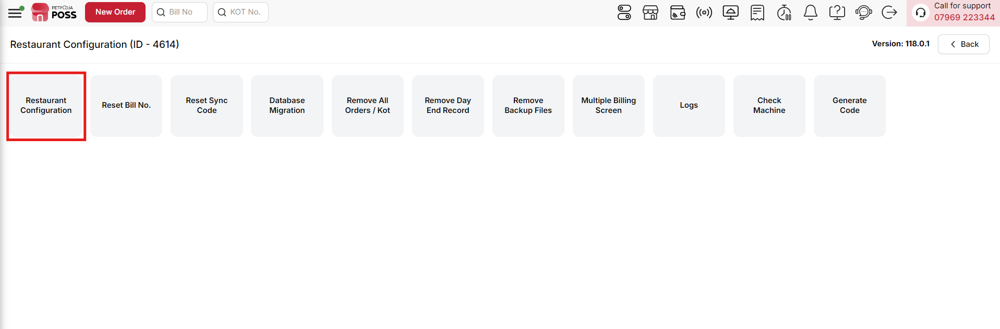 PETPOOJA
POSS
New Order
Bill No
KOT No.
Call for support
07969 223344
Restaurant Configuration (ID - 4614)
Version: 118.0.1
Back
Restaurant
Configuration
Reset Bill No.
Reset Sync
Code
Database
Migration
Remove All
Orders / Kot
Remove Day
End Record
Remove
Backup Files
Multiple Billing
Screen
Logs
Check
Machine
Generate
Code